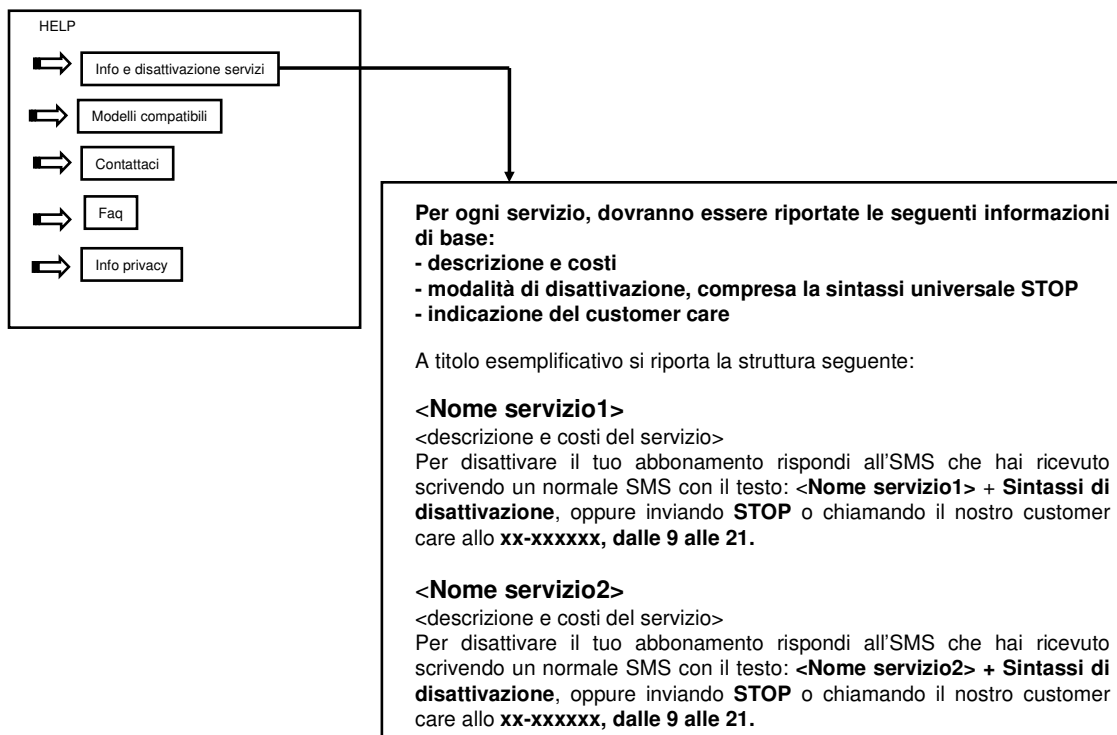 HELP
Info e disattivazione servizi
Modelli compatibili
Contattaci
Faq
Info privacy
Per ogni servizio, dovranno essere riportate le seguenti informazioni
di base:
- descrizione e costi
- modalità di disattivazione, compresa la sintassi universale STOP
- indicazione del customer care
A titolo esemplificativo si riporta la struttura seguente:
<Nome servizio1>
<descrizione e costi del servizio>
Per disattivare il tuo abbonamento rispondi all'SMS che hai ricevuto
scrivendo un normale SMS con il testo: <Nome servizio1> + Sintassi di
disattivazione, oppure inviando STOP o chiamando il nostro customer
care allo xx-xxxxxx, dalle 9 alle 21.
<Nome servizio2>
<descrizione e costi del servizio>
Per disattivare il tuo abbonamento rispondi all'SMS che hai ricevuto
scrivendo un normale SMS con il testo: <Nome servizio2> + Sintassi di
disattivazione, oppure inviando STOP o chiamando il nostro customer
care allo xx-xxxxxx, dalle 9 alle 21.